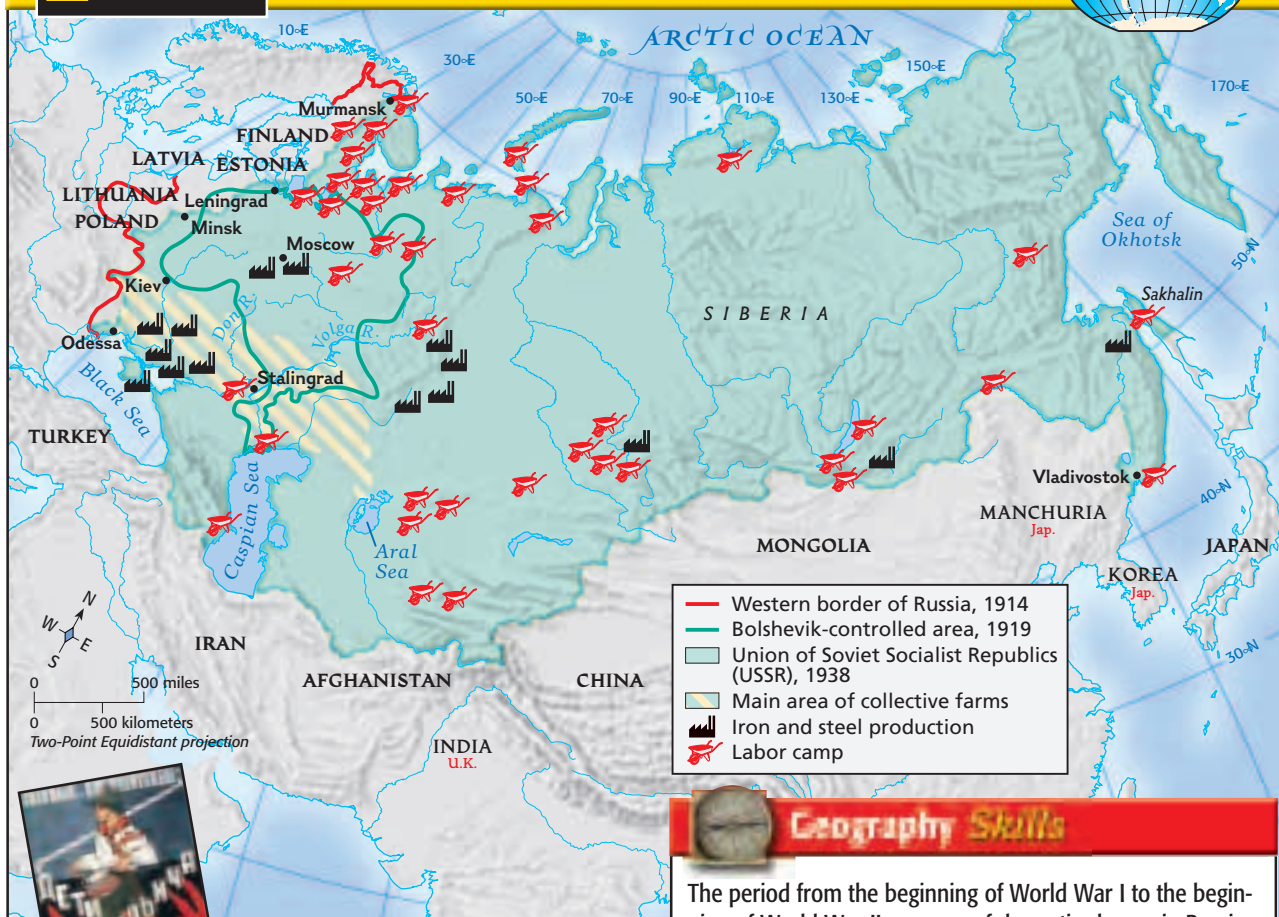 ARCTIC OCEAN
10°E
30°E
50°E
70°E
90°E
110°E
130°E
150°E
170°E
Murmansk
FINLAND
LATVIA
ESTONIA
LITHUANIA
Leningrad
POLAND
Minsk
Moscow
Kiev
Don R.
Volga R.
Odessa
Stalingrad
Black Sea
TURKEY
Caspian Sea
Aral
Sea
SIBERIA
Sea of
Okhotsk
50°N
Sakhalin
Vladivostok
40°N
MANCHURIA
Jap.
MONGOLIA
JAPAN
KOREA
Jap.
30°N
IRAN
AFGHANISTAN
CHINA
INDIA
U.K.
N
W
E
S
0 500 miles
0 500 kilometers
Two-Point Equidistant projection
Western border of Russia, 1914
Bolshevik-controlled area, 1919
Union of Soviet Socialist Republics
(USSR), 1938
Main area of collective farms
Iron and steel production
Labor camp
Geography Skills
The period from the beginning of World War I to the begin-